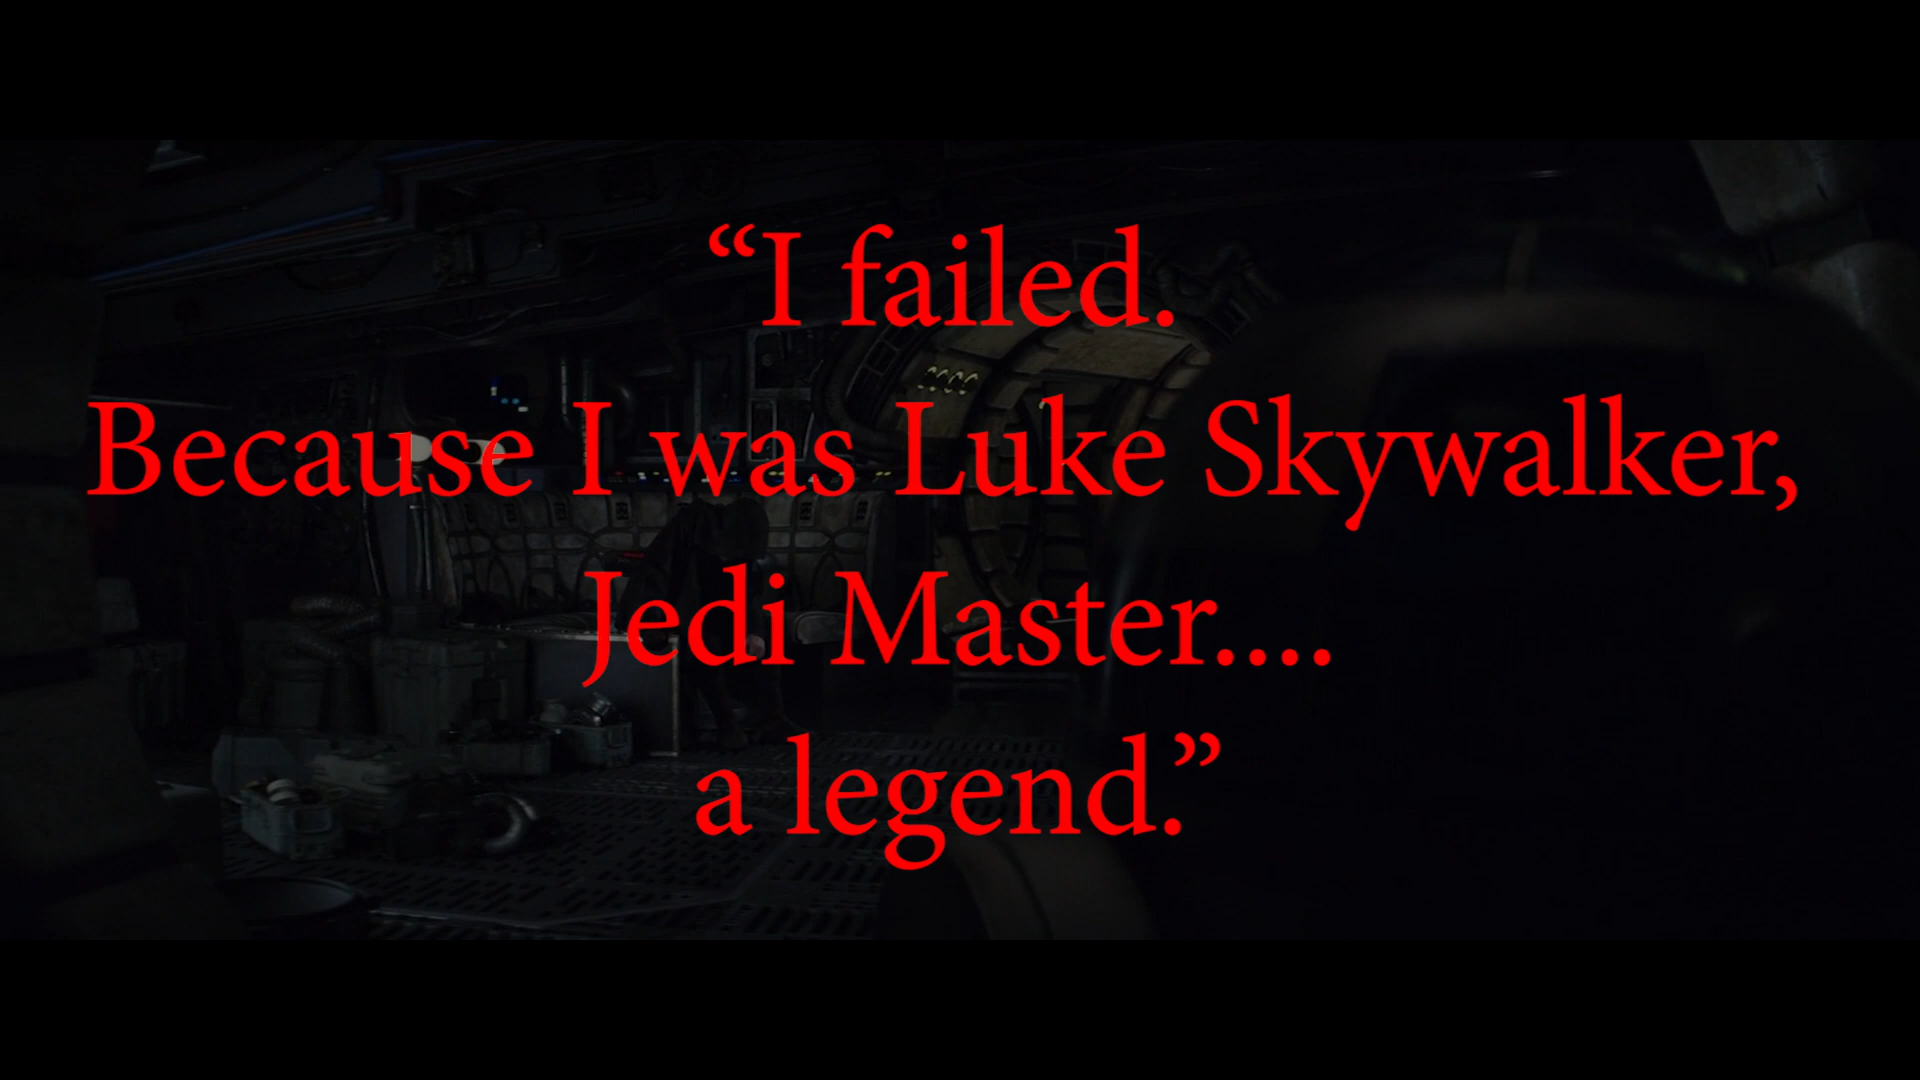 “I failed.
Because I was Luke Skywalker,
Jedi Master....
a legend.”